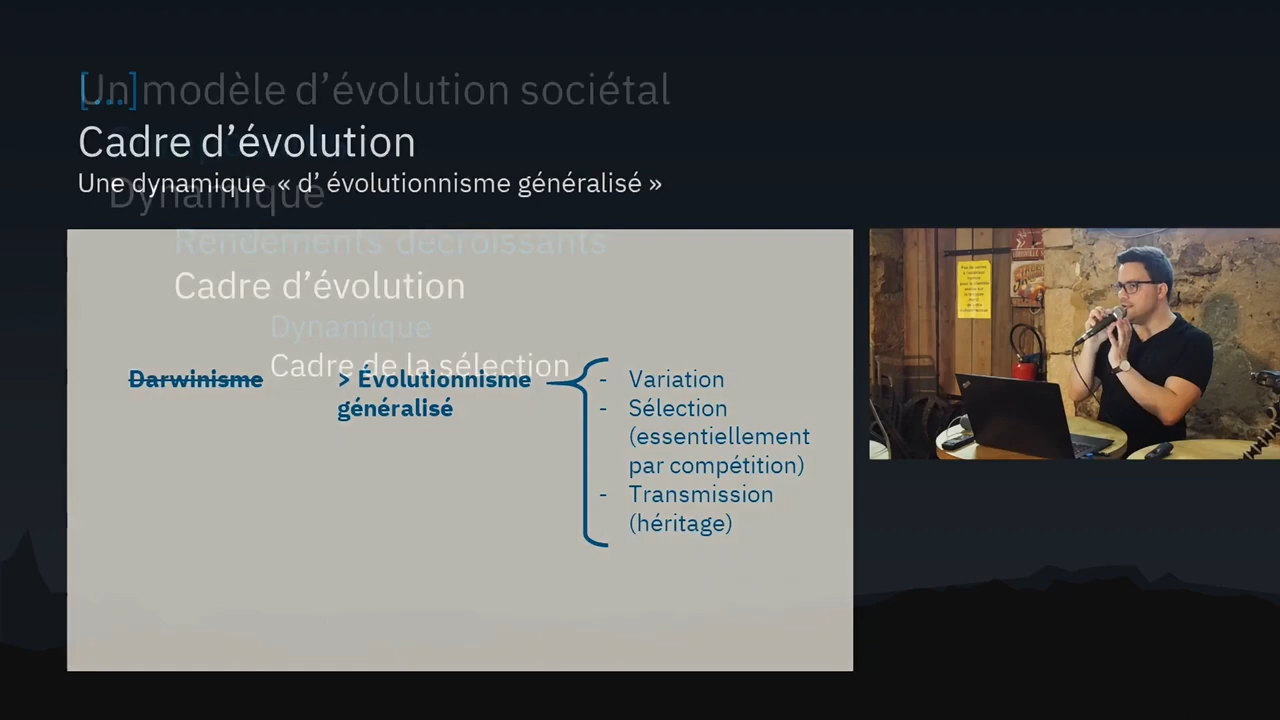 [...]
Un modèle d’évolution sociétal
Cadre d’évolution
Une dynamique « d’ évolutionnisme généralisé »
Dynamique
Rendements décroissants
Cadre d’évolution
Dynamique
Cadre de la sélection
Darwinisme
> Évolutionnisme
généralisé
- Variation
- Sélection
(essentiellement
par compétition)
- Transmission
(héritage)